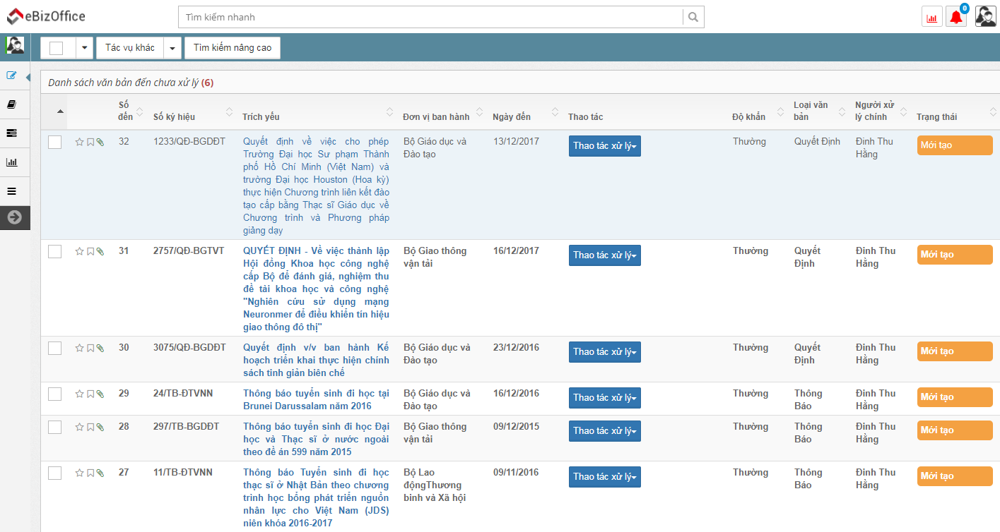 eBizOffice
Tìm kiếm nhanh
0
Tác vụ khác
Tìm kiếm nâng cao
Danh sách văn bản đến chưa xử lý (6)
Số đến
Số ký hiệu
Trích yếu
Đơn vị ban hành
Ngày đến
Thao tác
Độ khẩn
Loại văn bản
Người xử lý chính
Trạng thái
32
1233/QĐ-BGDĐT
Quyết định về việc cho phép
Trường Đại học Sư phạm Thành
phố Hồ Chí Minh (Việt Nam) và
trường Đại học Houston (Hoa kỳ)
thực hiện Chương trình liên kết đào
tạo cấp bằng Thạc sĩ Giáo dục về
Chương trình và Phương pháp
giảng dạy
Bộ Giáo dục và
Đào tạo
13/12/2017
Thao tác xử lý
Thường
Quyết Định
Đinh Thu
Hằng
Mới tạo
31
2757/QĐ-BGTVT
QUYẾT ĐỊNH - Về việc thành lập
Hội đồng Khoa học công nghệ
cấp Bộ để đánh giá, nghiệm thu
đề tài khoa học và công nghệ
"Nghiên cứu sử dụng mạng
Neuronmer để điều khiển tín hiệu
giao thông đô thị"
Bộ Giao thông
vận tải
16/12/2017
Thao tác xử lý
Thường
Quyết
Định
Đinh Thu
Hằng
Mới tạo
30
3075/QĐ-BGDĐT
Quyết định v/v ban hành Kế
hoạch triển khai thực hiện chính
sách tinh giản biên chế
Bộ Giáo dục và
Đào tạo
23/12/2016
Thao tác xử lý
Thường
Quyết
Định
Đinh Thu
Hằng
Mới tạo
29
24/TB-ĐTVNN
Thông báo tuyển sinh đi học tại
Brunei Darussalam năm 2016
Bộ Giáo dục và
Đào tạo
16/12/2016
Thao tác xử lý
Thường
Thông
Báo
Đinh Thu
Hằng
Mới tạo
28
297/TB-BGDĐT
Thông báo tuyển sinh đi học Đại
học và Thạc sĩ ở nước ngoài
theo đề án 599 năm 2015
Bộ Giao thông
vận tải
09/12/2015
Thao tác xử lý
Thường
Thông
Báo
Đinh Thu
Hằng
Mới tạo
27
11/TB-ĐTVNN
Thông báo Tuyển sinh đi học
thạc sĩ ở Nhật Bản theo chương
trình học bổng phát triển nguồn
nhân lực cho Việt Nam (JDS)
niên khóa 2016-2017
Bộ Lao
độngThương
binh và Xã hội
09/11/2016
Thao tác xử lý
Thường
Thông
Báo
Đinh Thu
Hằng
Mới tạo